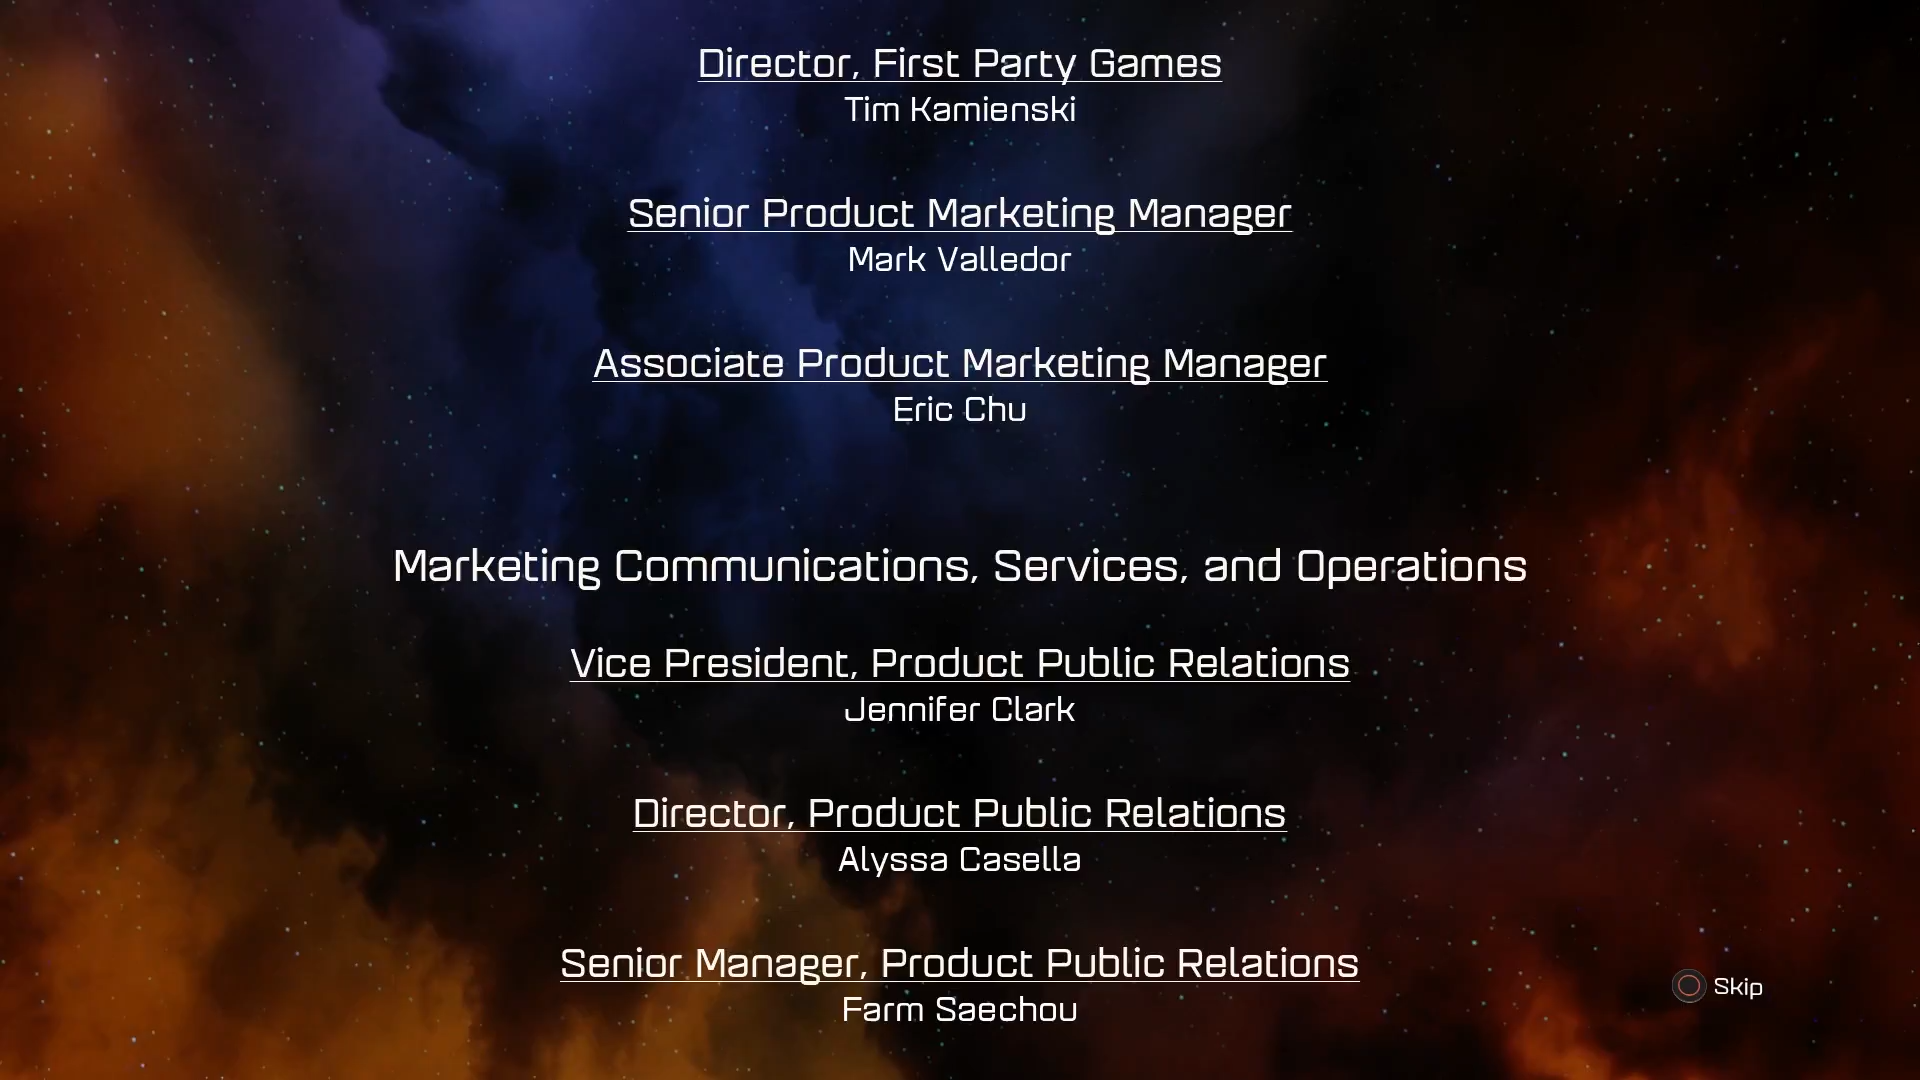 Director, First Party Games
Tim Kamienski
Senior Product Marketing Manager
Mark Valledor
Associate Product Marketing Manager
Eric Chu
Marketing Communications, Services, and Operations
Vice President, Product Public Relations
Jennifer Clark
Director, Product Public Relations
Alyssa Casella
Senior Manager, Product Public Relations
Farm Saechou
Skip